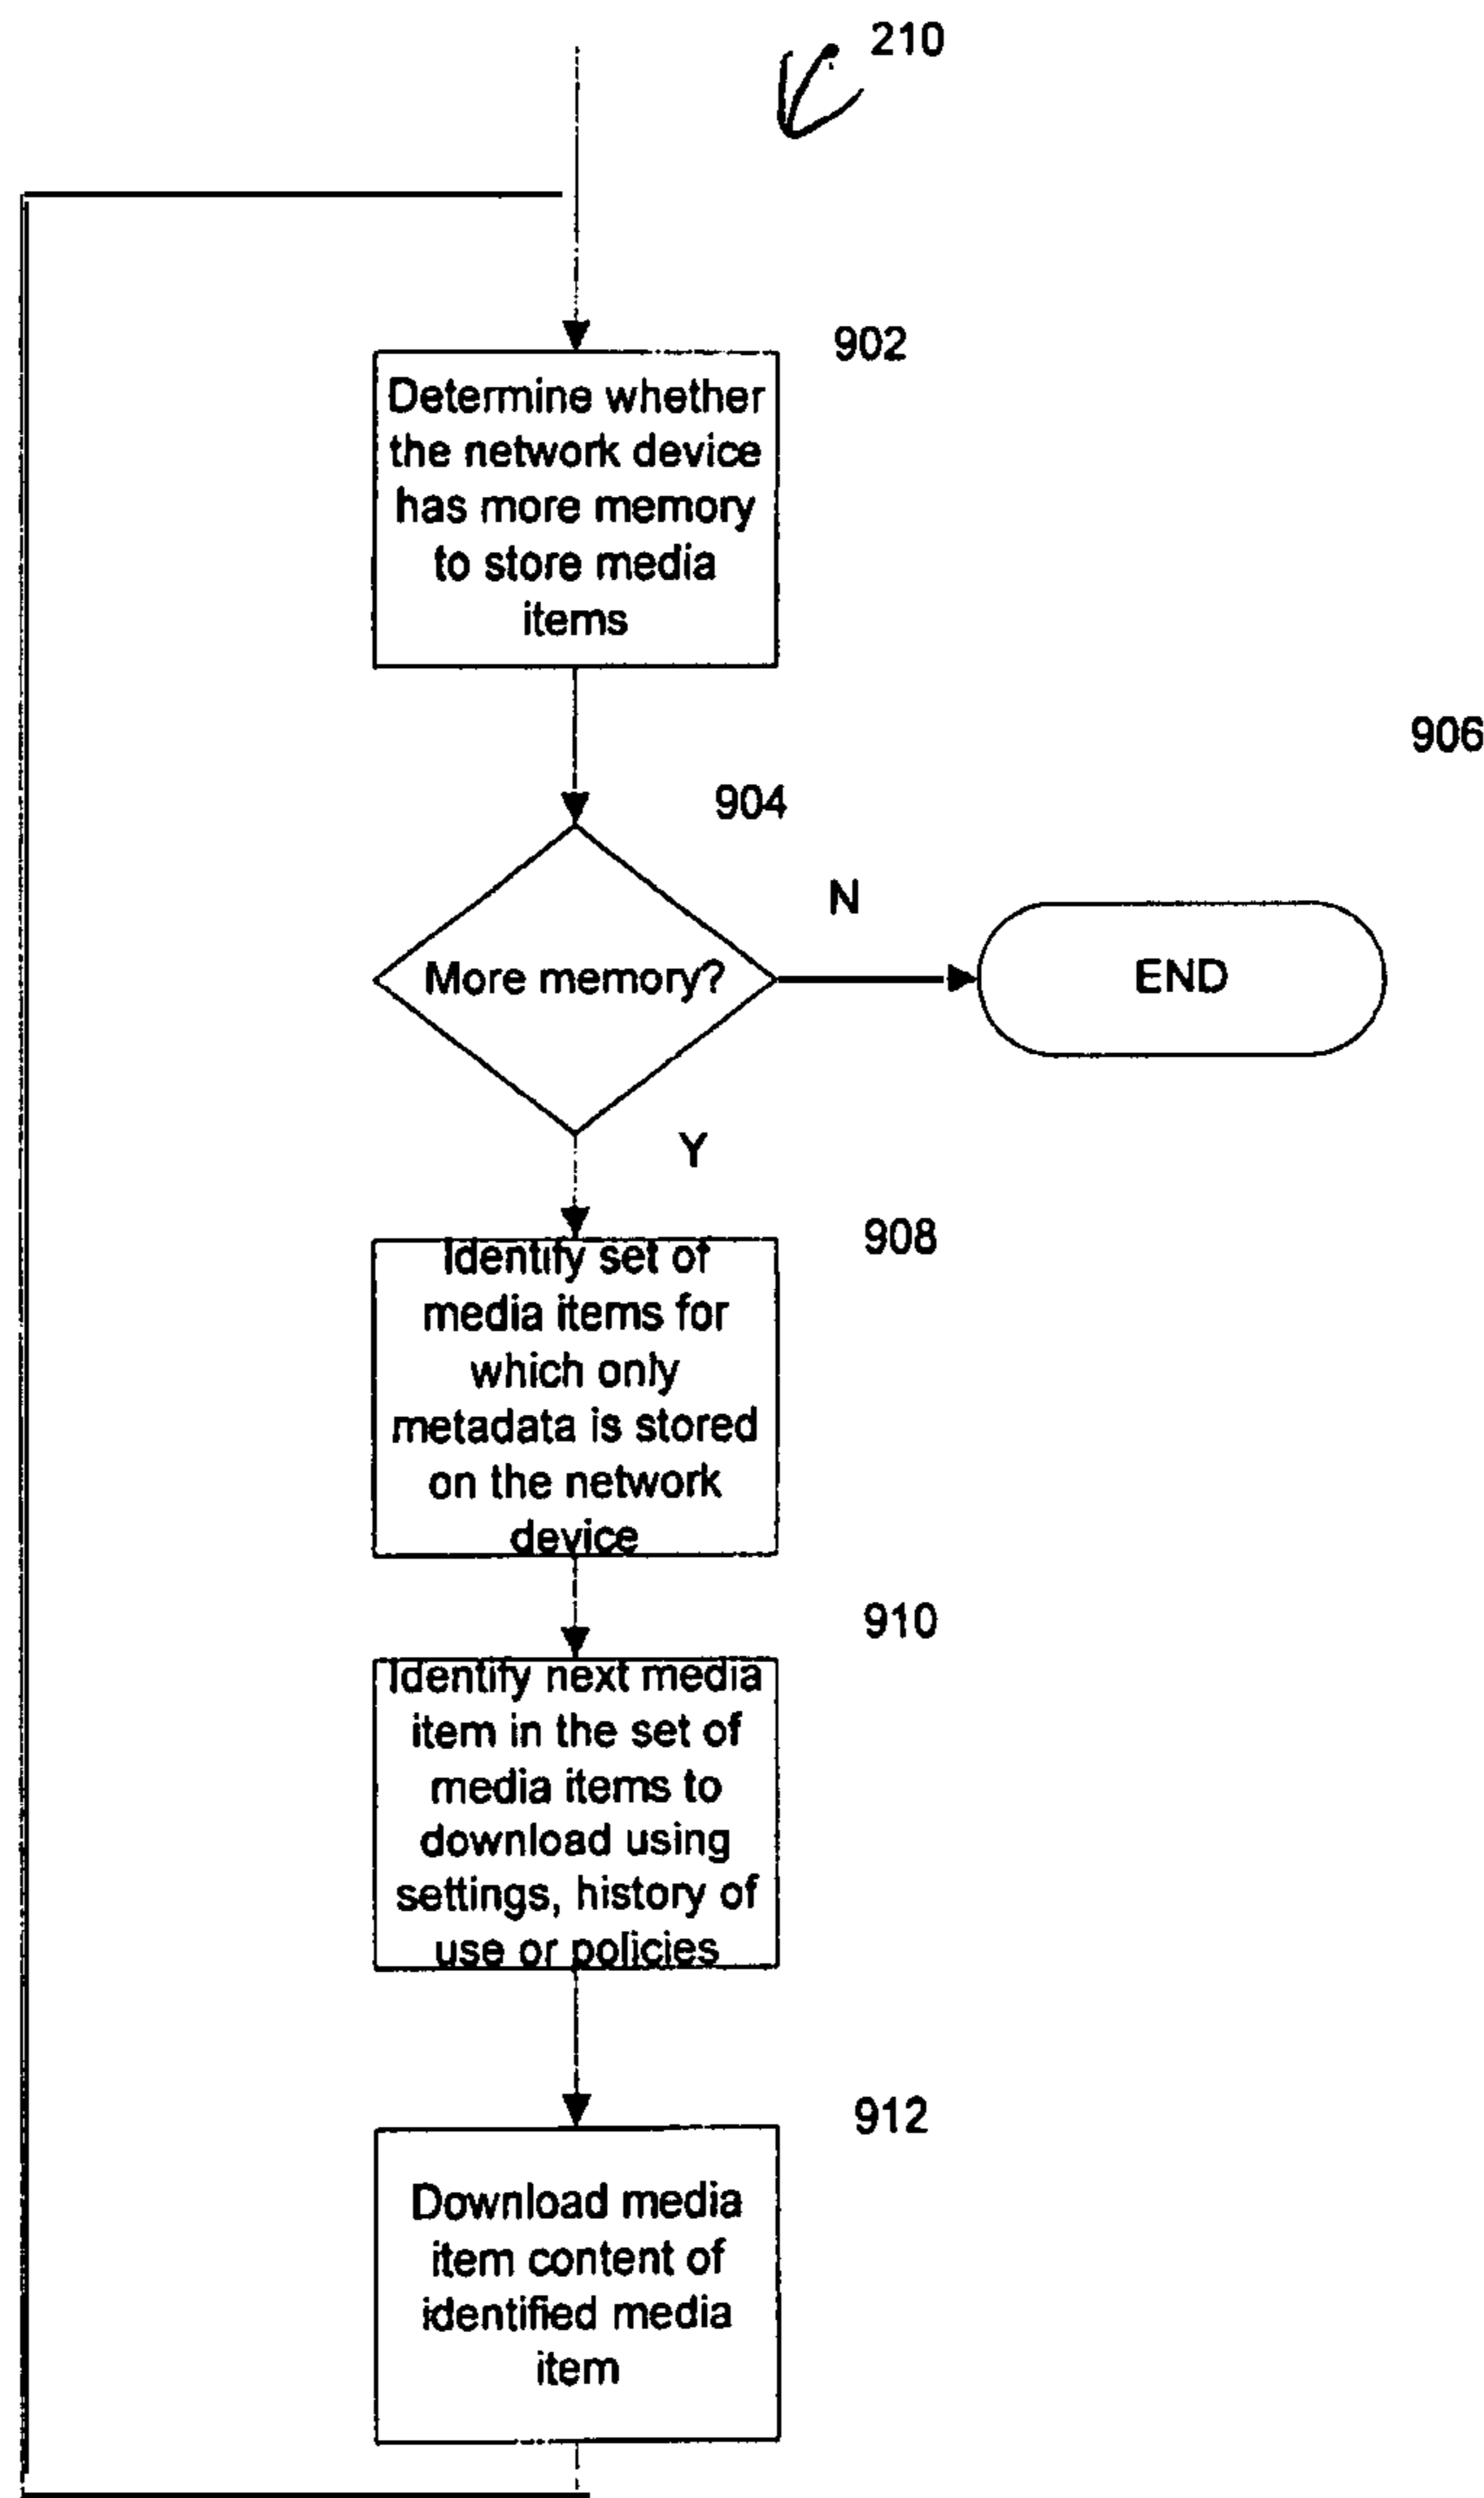 210
902
Determine whether
the network device
has more memory
to store media
items
906
904
N
More memory?
END
Y
908
Identify set of
media items for
which only
metadata is stored
on the network
device
910
Identify next media
item in the set of
media items to
download using
settings, history of
use or policies
912
Download media
item content of
identified media
item